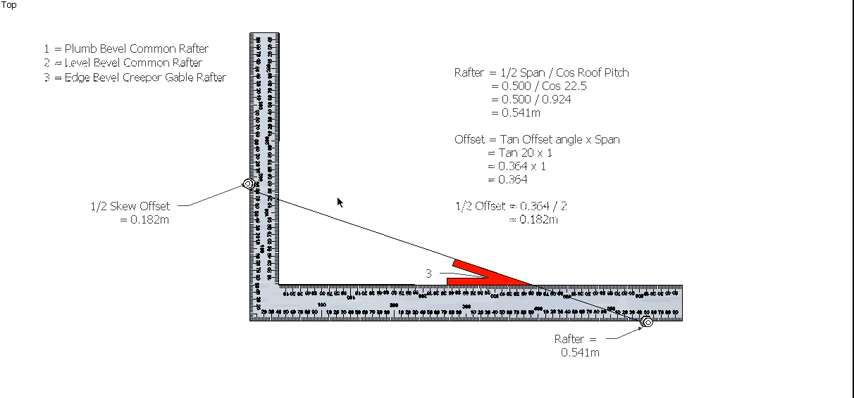 Top
1 = Plumb Bevel Common Rafter
2 = Level Bevel Common Rafter
3 = Edge Bevel Creeper Gable Rafter
Rafter = 1/2 Span / Cos Roof Pitch
= 0.500 / Cos 22.5
= 0.500 / 0.924
= 0.541m
Offset = Tan Offset angle x Span
= Tan 20 x 1
= 0.364 x 1
= 0.364
1/2 Offset = 0.364 / 2
= 0.182m
1/2 Skew Offset
= 0.182m
3
Rafter =
0.541m